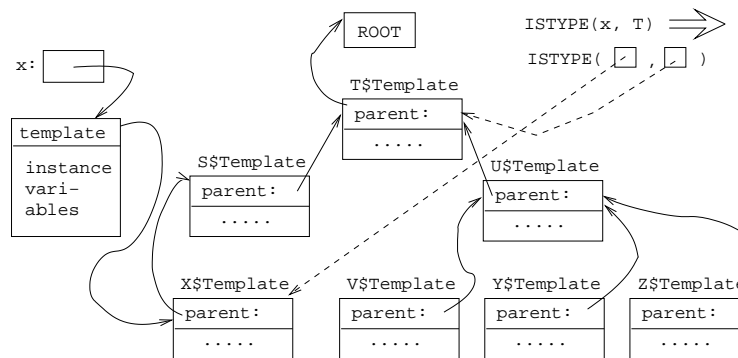 ROOT
ISTYPE(x, T)
x:
ISTYPE( , )
T$Template
parent:
.....
template
instance
vari-
ables
S$Template
parent:
.....
U$Template
parent:
.....
X$Template
parent:
.....
V$Template
parent:
.....
Y$Template
parent:
.....
Z$Template
parent:
.....